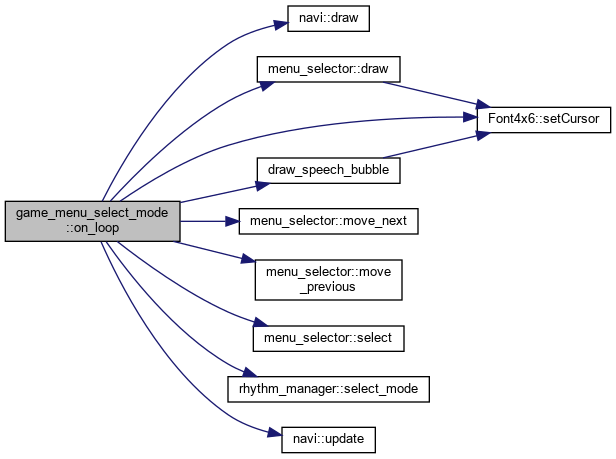 navi::draw
menu_selector::draw
Font4x6::setCursor
draw_speech_bubble
game_menu_select_mode
::on_loop
menu_selector::move_next
menu_selector::move
_previous
menu_selector::select
rhythm_manager::select_mode
navi::update